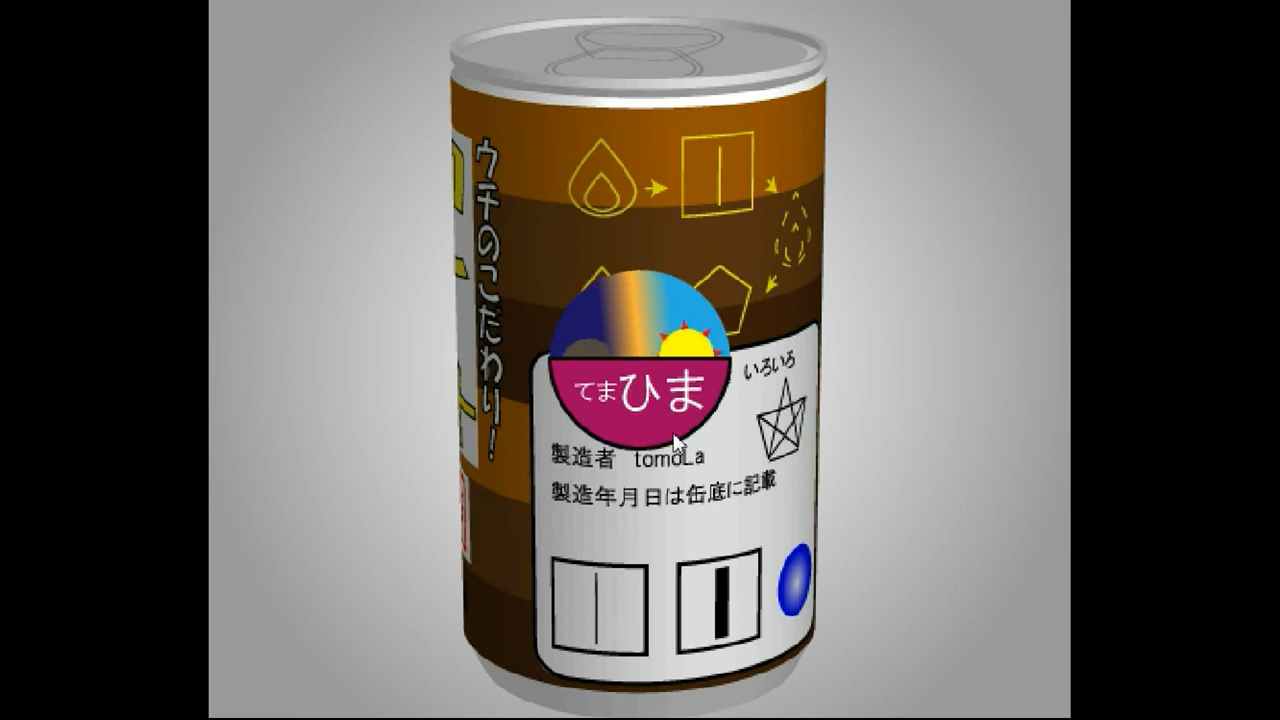 ウチのこだわり！
てまひま
いろいろ
製造者 tomoLa
製造年月日は缶底に記載